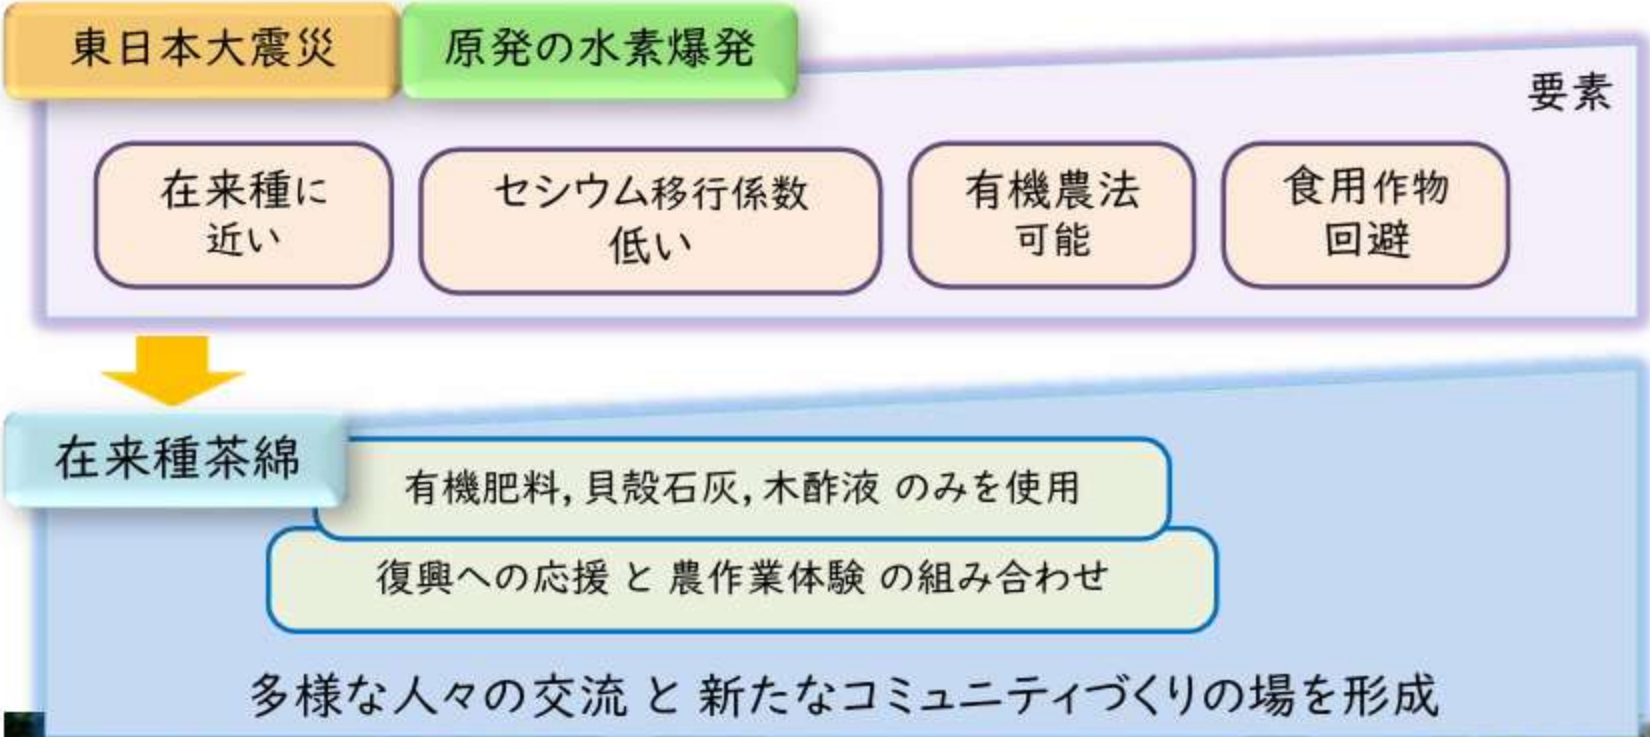 東日本大震災
原発の水素爆発
要素
在来種に
近い
セシウム移行係数
低い
有機農法
可能
食用作物
回避
在来種茶綿
有機肥料,貝殻石灰,木酢液 のみを使用
復興への応援 と 農作業体験 の組み合わせ
多様な人々の交流 と 新たなコミュニティづくりの場を形成